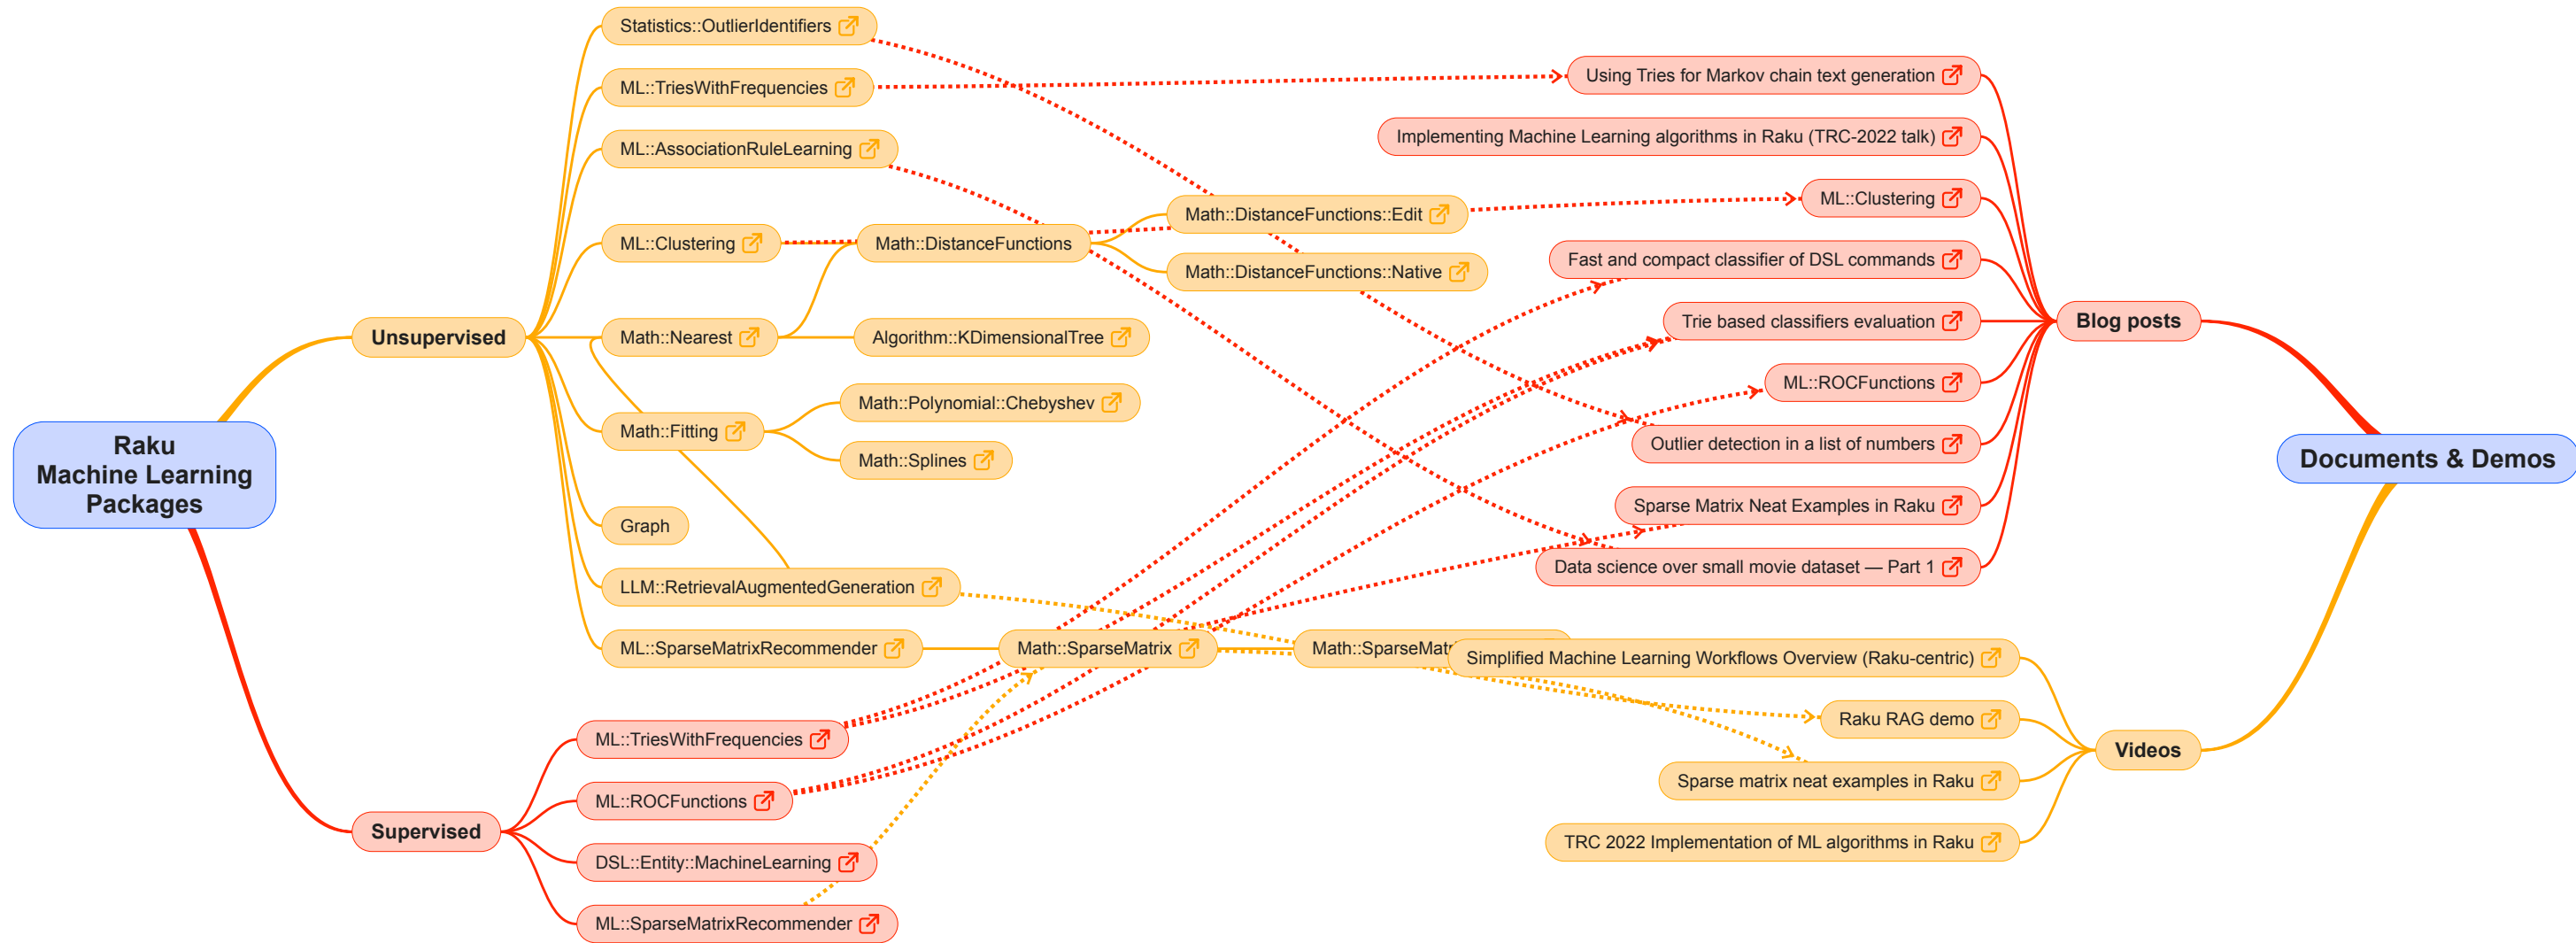 Raku
Machine Learning
Packages
Unsupervised
Statistics::OutlierIdentifiers
ML::TriesWithFrequencies
ML::AssociationRuleLearning
ML::Clustering
Math::DistanceFunctions
Math::DistanceFunctions::Edit
Math::DistanceFunctions::Native
Math::Nearest
Algorithm::KDimensionalTree
Math::Fitting
Math::Polynomial::Chebyshev
Math::Splines
Graph
LLM::RetrievalAugmentedGeneration
ML::SparseMatrixRecommender
Math::SparseMatrix
Supervised
ML::TriesWithFrequencies
ML::ROCFunctions
DSL::Entity::MachineLearning
ML::SparseMatrixRecommender
Documents & Demos
Blog posts
Using Tries for Markov chain text generation
Implementing Machine Learning algorithms in Raku (TRC-2022 talk)
ML::Clustering
Fast and compact classifier of DSL commands
Trie based classifiers evaluation
ML::ROCFunctions
Outlier detection in a list of numbers
Sparse Matrix Neat Examples in Raku
Data science over small movie dataset — Part 1
Videos
Simplified Machine Learning Workflows Overview (Raku-centric)
Raku RAG demo
Sparse matrix neat examples in Raku
TRC 2022 Implementation of ML algorithms in Raku